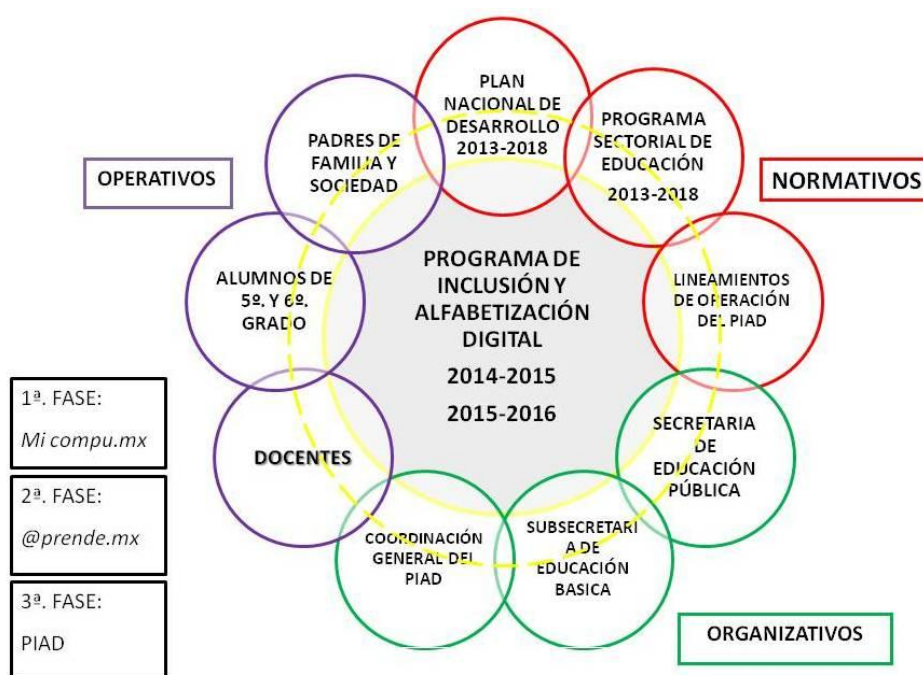 PLAN
NACIONAL DE
DESARROLLO
2013-2018
PROGRAMA
SECTORIAL DE
EDUCACIÓN
2013-2018
NORMATIVOS
LINEAMIENTOS
DE OPERACIÓN
DEL PIAD
SECRETARIA
DE
EDUCACIÓN
PÚBLICA
SUBSECRETARI
A DE
EDUCACIÓN
BASICA
ORGANIZATIVOS
COORDINACIÓN
GENERAL DEL
PIAD
DOCENTES
ALUMNOS DE
5º. Y 6º.
GRADO
PADRES DE
FAMILIA Y
SOCIEDAD
OPERATIVOS
PROGRAMA DE
INCLUSIÓN Y
ALFABETIZACIÓN
DIGITAL
2014-2015
2015-2016
1ª. FASE:
Mi compu.mx
2ª. FASE:
@prende.mx
3ª. FASE:
PIAD